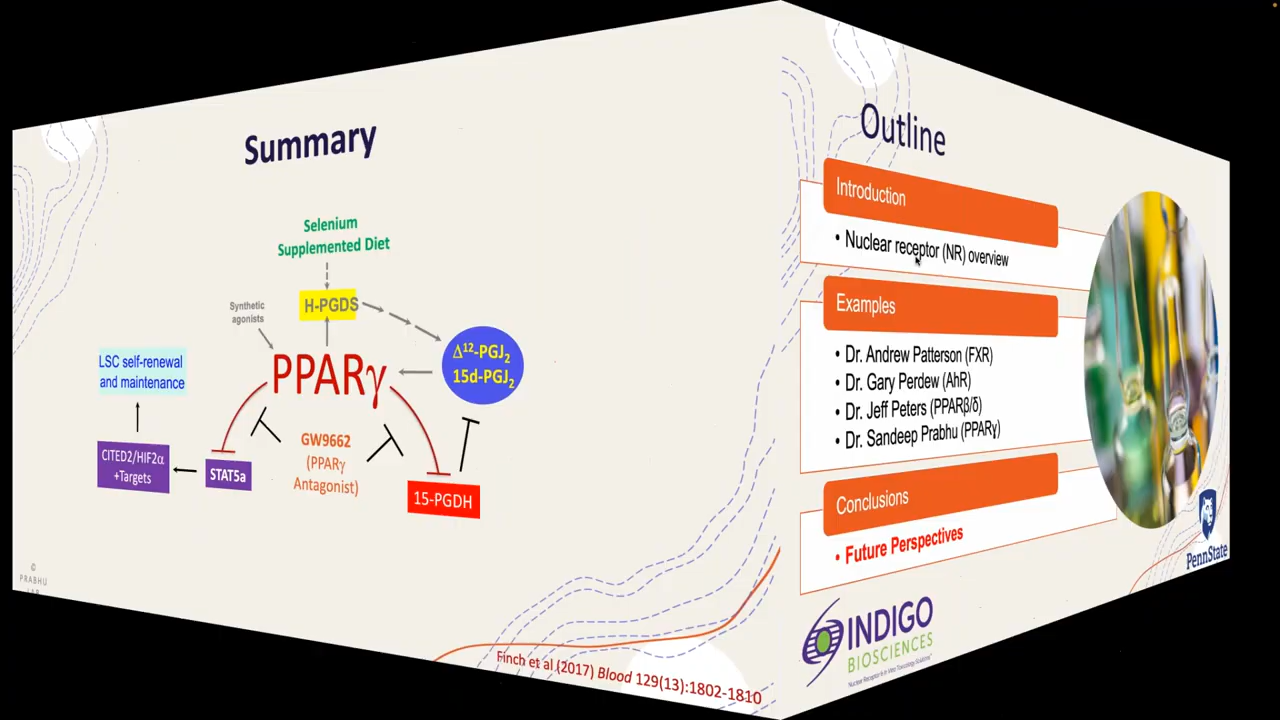 Summary
Selenium
Supplemented Diet
Synthetic
agonists
H-PGDS
LSC self-renewal
and maintenance
PPARγ
Δ¹²-PGJ₂
15d-PGJ₂
CITED2/HIF2α
+Targets
STAT5a
GW9662
(PPARγ
Antagonist)
15-PGDH
©
PRABHU
LAB
Finch et al (2017) Blood 129(13):1802-1810
Outline
Introduction
• Nuclear receptor (NR) overview
Examples
• Dr. Andrew Patterson (FXR)
• Dr. Gary Perdew (AhR)
• Dr. Jeff Peters (PPARβ/δ)
• Dr. Sandeep Prabhu (PPARγ)
Conclusions
• Future Perspectives
PennState
INDIGO
BIOSCIENCES